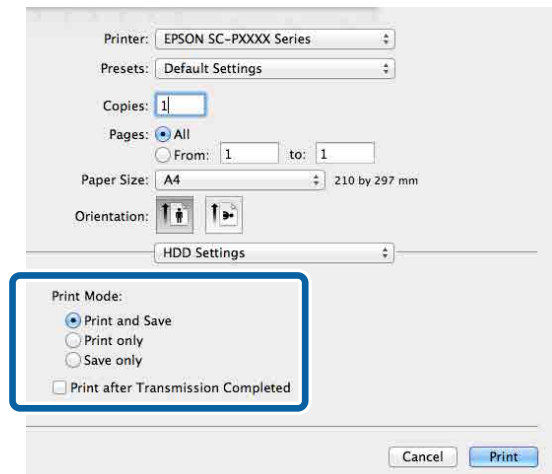 Printer: EPSON SC-PXXXX Series
Presets: Default Settings
Copies: 1
Pages: All
From: 1 to: 1
Paper Size: A4 210 by 297 mm
Orientation:
HDD Settings
Print Mode:
Print and Save
Print only
Save only
Print after Transmission Completed
Cancel Print